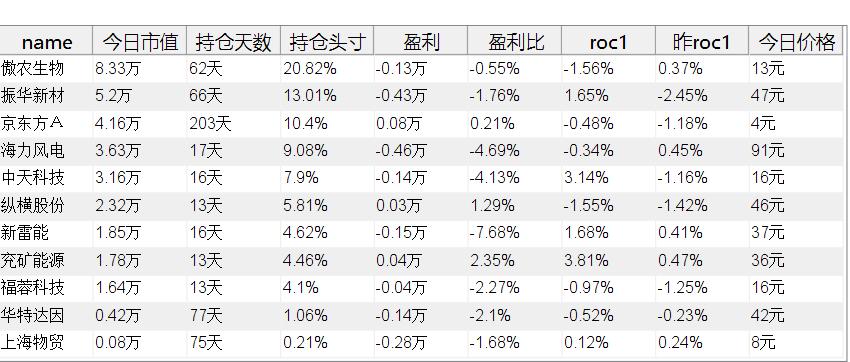 name 今日市值 持仓天数 持仓头寸 盈利 盈利比 roc1 昨roc1 今日价格
傲农生物 8.33万 62天 20.82% -0.13万 -0.55% -1.56% 0.37% 13元
振华新材 5.2万 66天 13.01% -0.43万 -1.76% 1.65% -2.45% 47元
京东方A 4.16万 203天 10.4% 0.08万 0.21% -0.48% -1.18% 4元
海力风电 3.63万 17天 9.08% -0.46万 -4.69% -0.34% 0.45% 91元
中天科技 3.16万 16天 7.9% -0.14万 -4.13% 3.14% -1.16% 16元
纵横股份 2.32万 13天 5.81% 0.03万 1.29% -1.55% -1.42% 46元
新雷能 1.85万 16天 4.62% -0.15万 -7.68% 1.68% 0.41% 37元
兖矿能源 1.78万 13天 4.46% 0.04万 2.35% 3.81% 0.47% 36元
福蓉科技 1.64万 13天 4.1% -0.04万 -2.27% -0.97% -1.25% 16元
华特达因 0.42万 77天 1.06% -0.14万 -2.1% -0.52% -0.23% 42元
上海物贸 0.08万 75天 0.21% -0.28万 -1.68% 0.12% 0.24% 8元